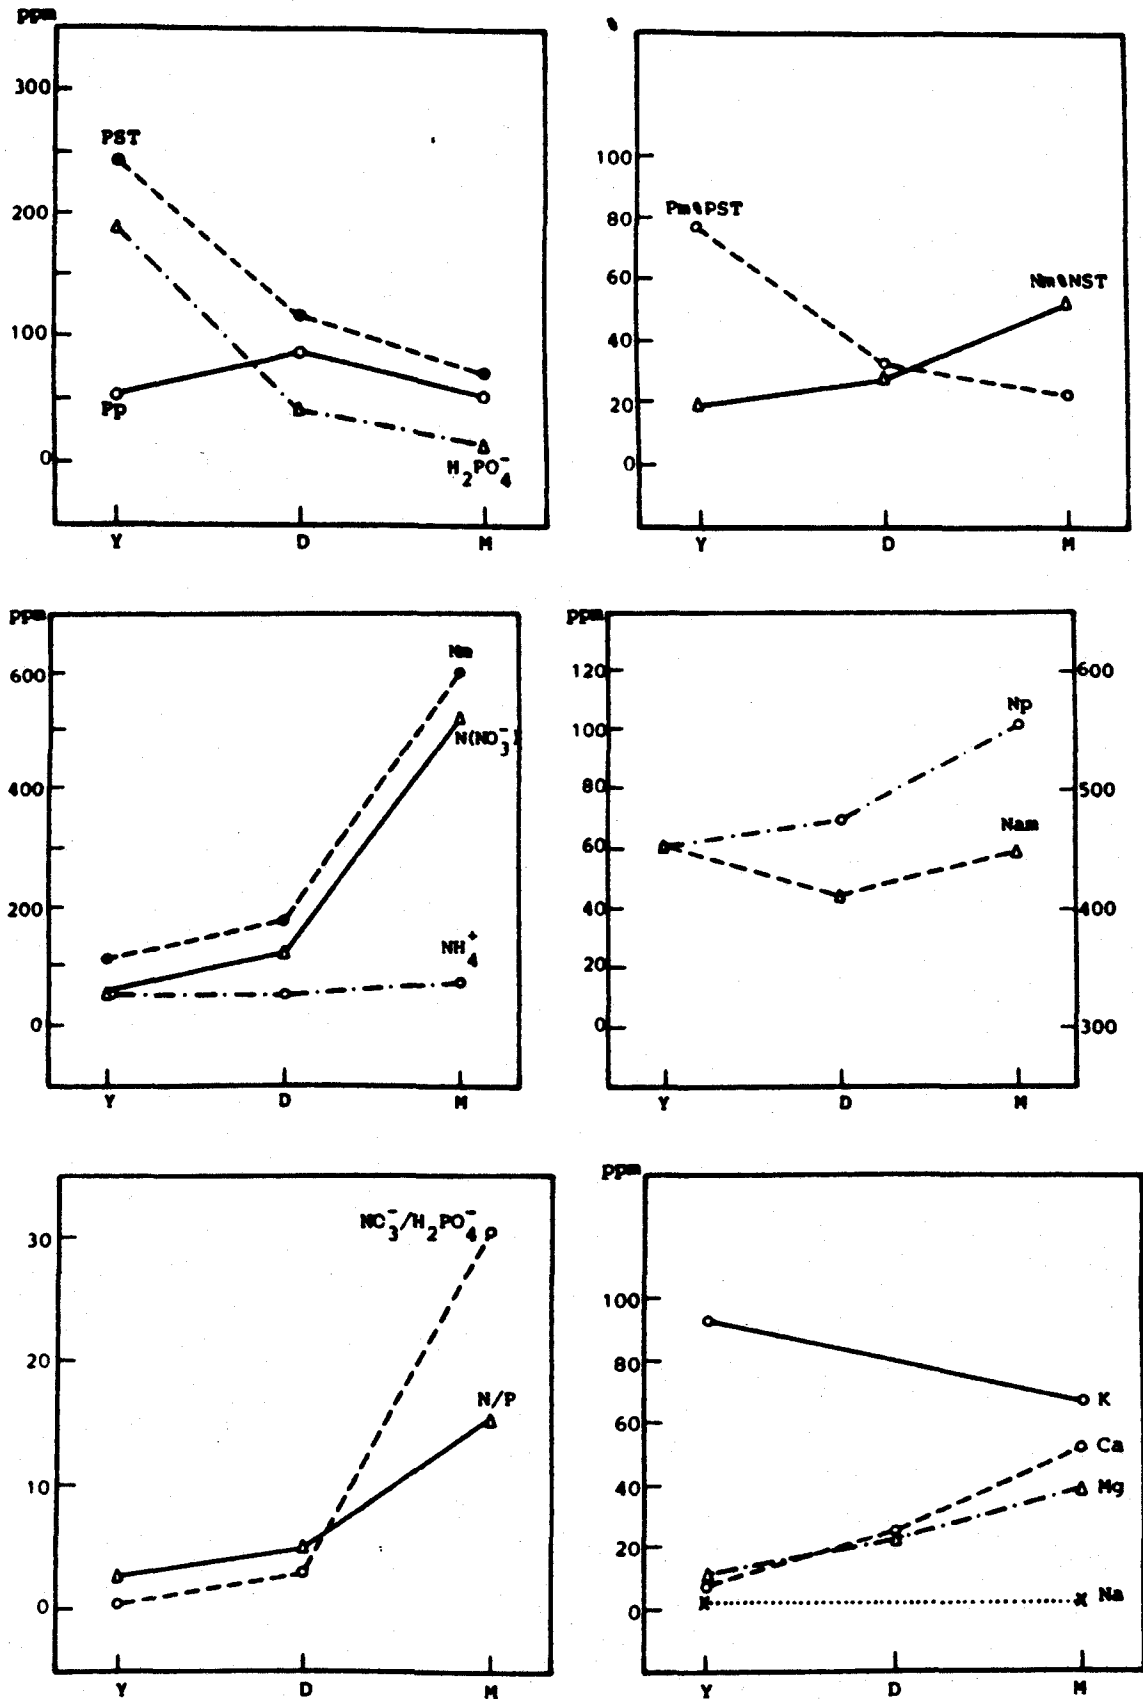 ppm
300
200
100
0
PST
Pp
H2PO4-
Y D M
%
100
80
60
40
20
0
Pm%PST
Nm%NST
Y D M
ppm
600
400
200
0
Nm
N(NO3-)
NH4+
Y D M
ppm
120
100
80
60
40
20
0
600
500
400
300
Np
Nam
Y D M
30
20
10
0
NO3-/H2PO4-
N/P
Y D M
ppm
100
80
60
40
20
0
K
Ca
Mg
Na
Y D M